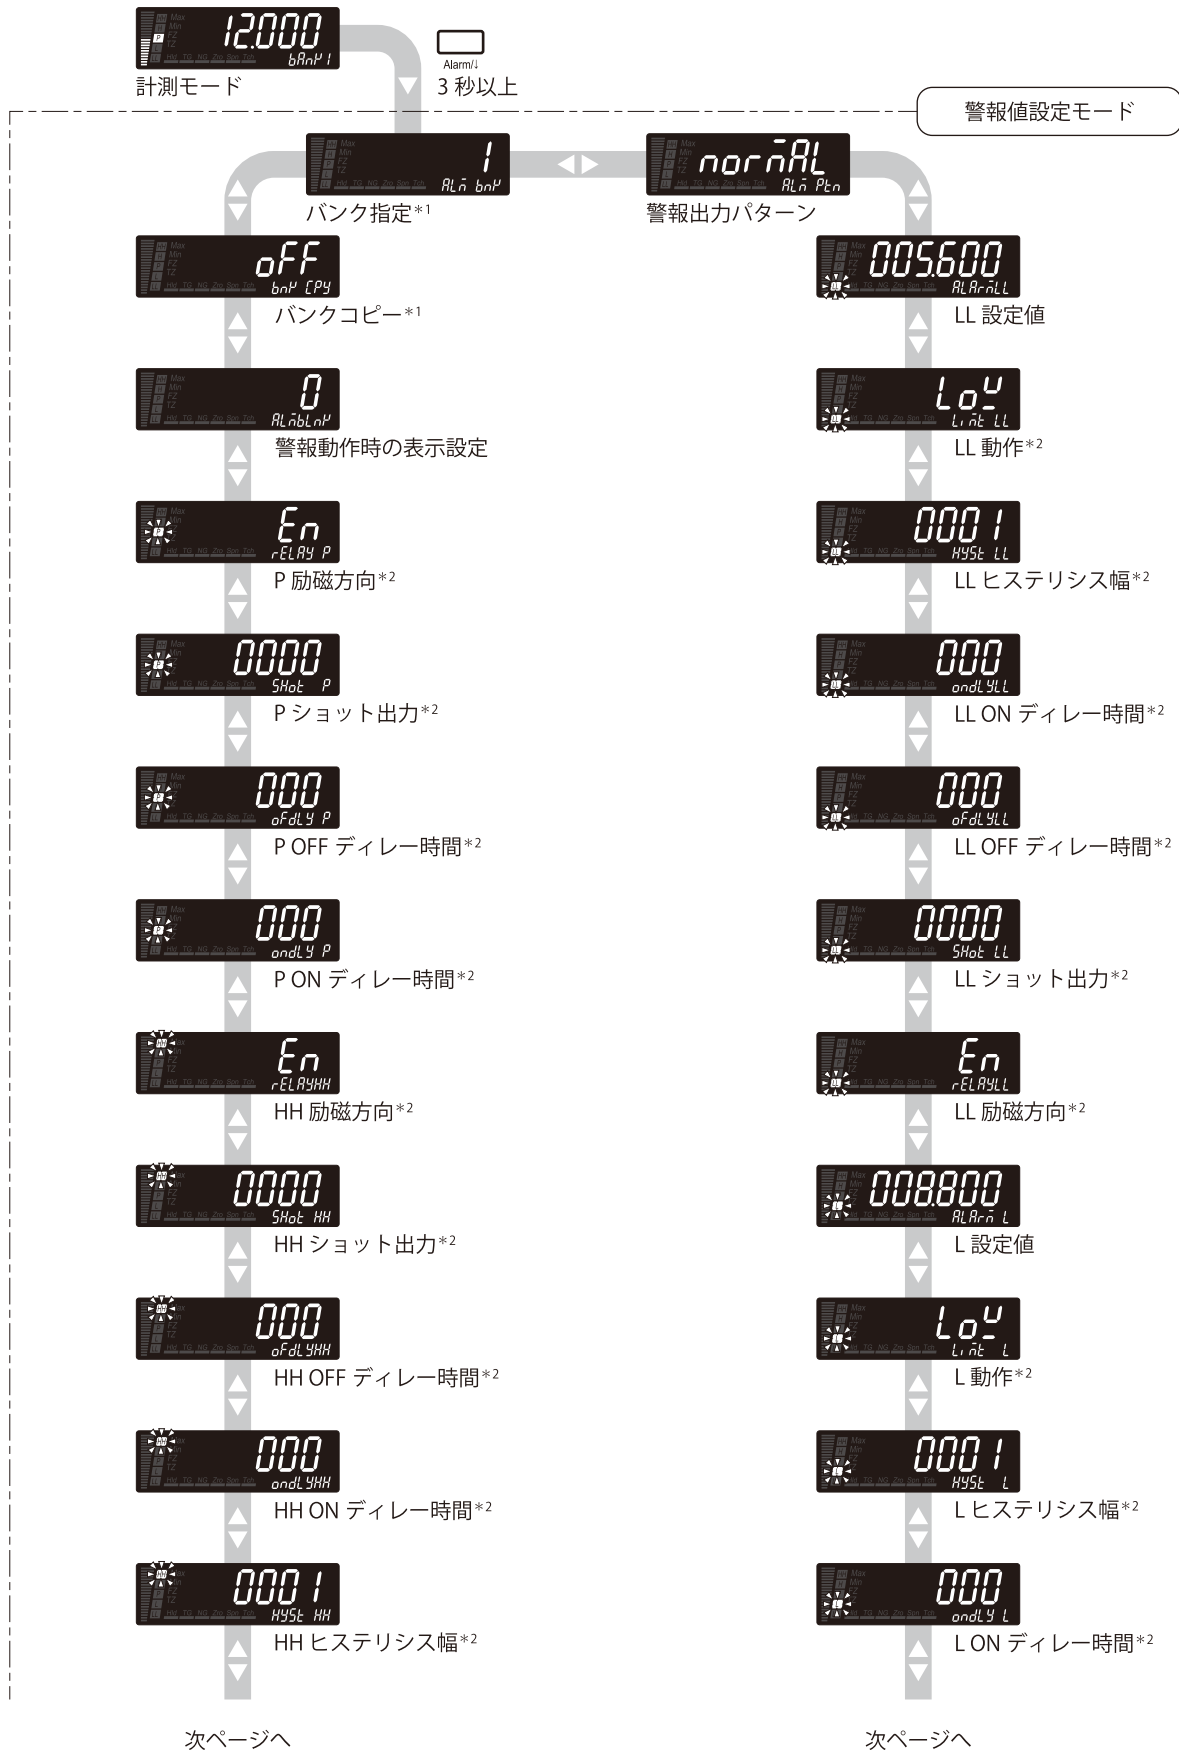 12.000
bAnK 1
計測モード
Alarm/↓
3 秒以上
警報値設定モード
1
ALm bnK
バンク指定*1
normAL
ALm Ptn
警報出力パターン
oFF
bnK CPY
バンクコピー*1
0
ALmbLnK
警報動作時の表示設定
En
rELAY P
P 励磁方向*2
0000
SHot P
P ショット出力*2
000
oFdLY P
P OFF ディレー時間*2
000
ondLY P
P ON ディレー時間*2
En
rELAYHH
HH 励磁方向*2
0000
SHot HH
HH ショット出力*2
000
oFdLYHH
HH OFF ディレー時間*2
000
ondLYHH
HH ON ディレー時間*2
0001
HYSt HH
HH ヒステリシス幅*2
次ページへ
005.600
ALArmLL
LL 設定値
LoW
Limt LL
LL 動作*2
0001
HYSt LL
LL ヒステリシス幅*2
000
ondLYLL
LL ON ディレー時間*2
000
oFdLYLL
LL OFF ディレー時間*2
0000
SHot LL
LL ショット出力*2
En
rELAYLL
LL 励磁方向*2
008.800
ALArm L
L 設定値
LoW
Limt L
L 動作*2
0001
HYSt L
L ヒステリシス幅*2
000
ondLY L
L ON ディレー時間*2
次ページへ